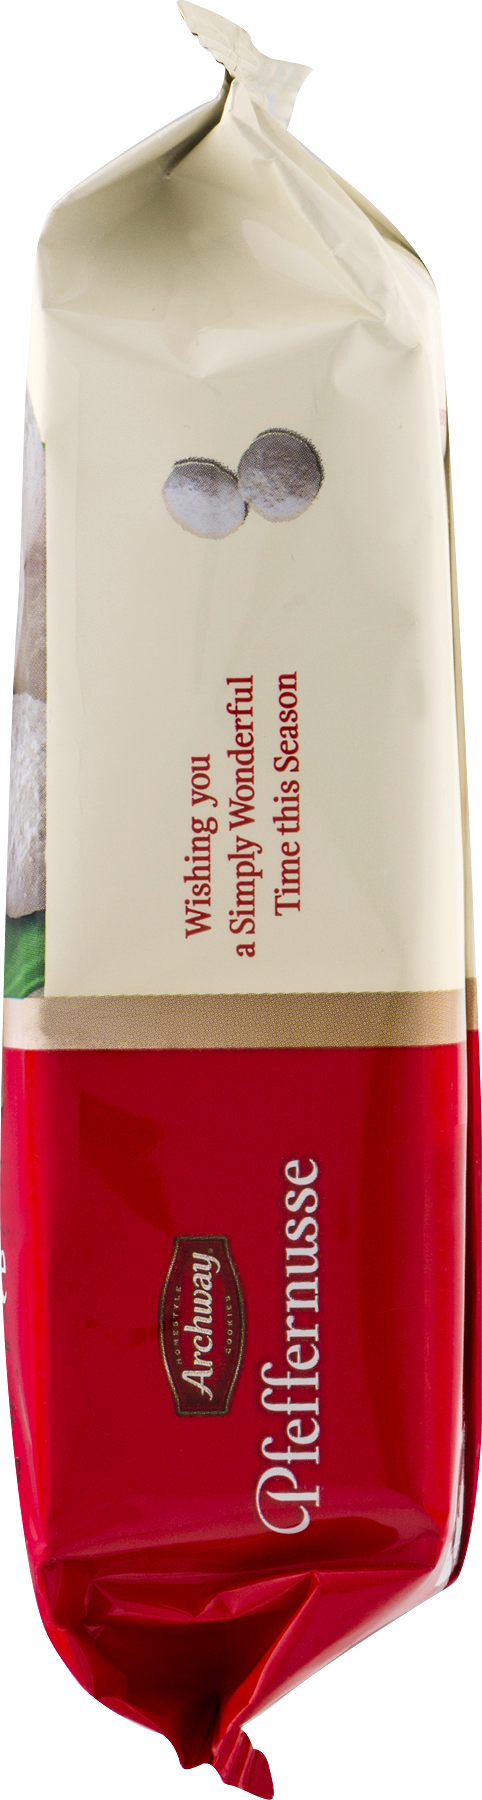 Wishing you
a Simply Wonderful
Time this Season
HOMESTYLE
Archway
COOKIES
Pfeffernusse